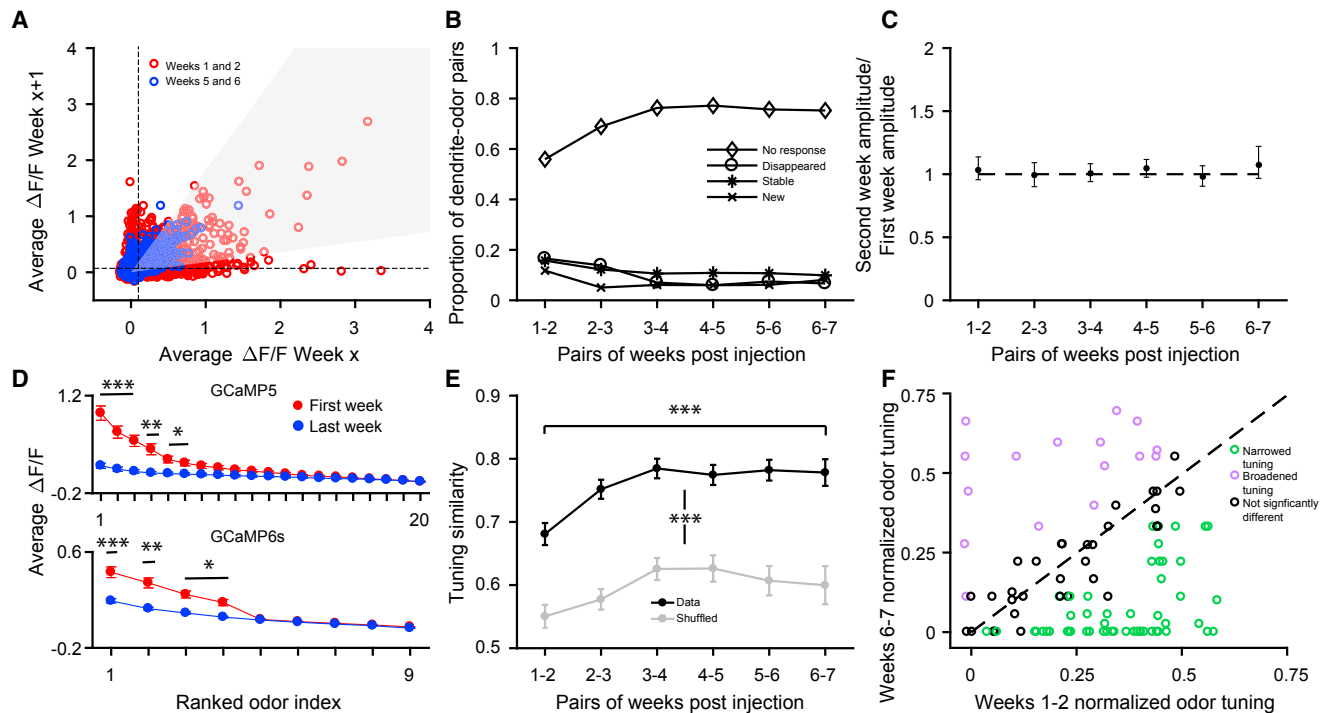 A
Average ΔF/F Week x+1
4
3
2
1
0
0
1
2
3
4
Average ΔF/F Week x
Weeks 1 and 2
Weeks 5 and 6
B
Proportion of dendrite-odor pairs
1
0.8
0.6
0.4
0.2
0
1-2
2-3
3-4
4-5
5-6
6-7
Pairs of weeks post injection
No response
Disappeared
Stable
New
C
Second week amplitude/
First week amplitude
2
1.5
1
0.5
0
1-2
2-3
3-4
4-5
5-6
6-7
Pairs of weeks post injection
D
GCaMP5
Average ΔF/F
1.2
-0.2
***
**
*
First week
Last week
1
20
GCaMP6s
0.6
-0.2
***
**
*
1
9
Ranked odor index
E
Tuning similarity
0.9
0.8
0.7
0.6
0.5
***
***
Data
Shuffled
1-2
2-3
3-4
4-5
5-6
6-7
Pairs of weeks post injection
F
Weeks 6-7 normalized odor tuning
0.75
0.5
0.25
0
0
0.25
0.5
0.75
Weeks 1-2 normalized odor tuning
Narrowed
tuning
Broadened
tuning
Not signficantly
different